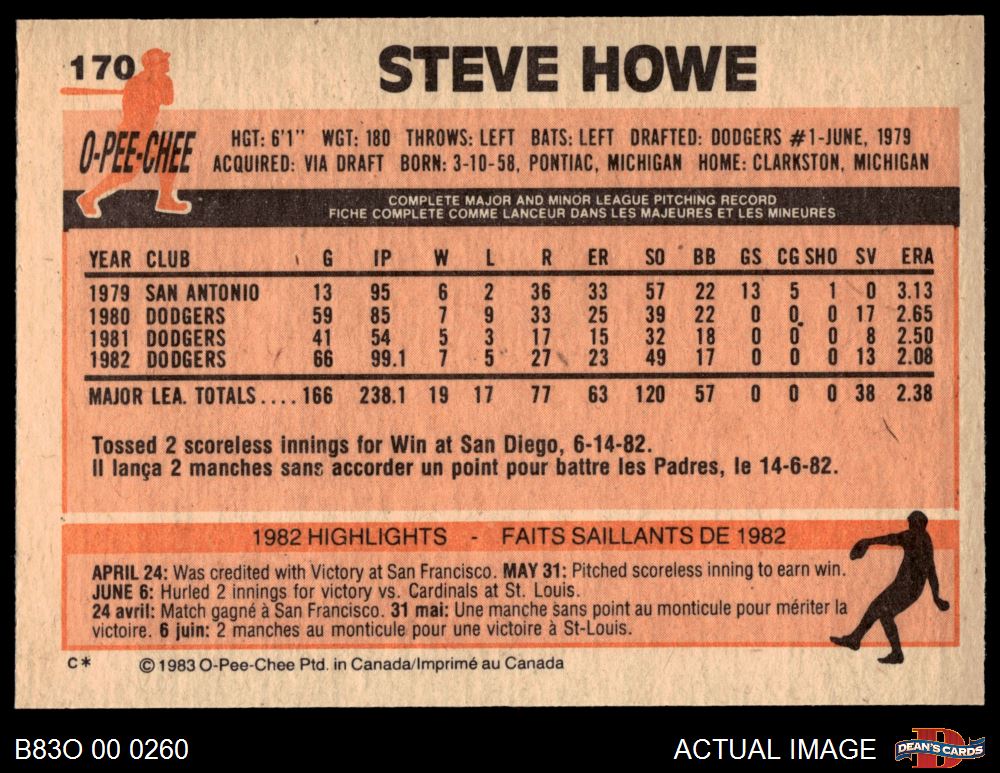 170
STEVE HOWE
O-PEE-CHEE
HGT: 6'1" WGT: 180 THROWS: LEFT BATS: LEFT DRAFTED: DODGERS #1-JUNE, 1979
ACQUIRED: VIA DRAFT BORN: 3-10-58, PONTIAC, MICHIGAN HOME: CLARKSTON, MICHIGAN
COMPLETE MAJOR AND MINOR LEAGUE PITCHING RECORD
FICHE COMPLETE COMME LANCEUR DANS LES MAJEURES ET LES MINEURES
YEAR CLUB G IP W L R ER SO BB GS CG SHO SV ERA
1979 SAN ANTONIO 13 95 6 2 36 33 57 22 13 5 1 0 3.13
1980 DODGERS 59 85 7 9 33 25 39 22 0 0 0 17 2.65
1981 DODGERS 41 54 5 3 17 15 32 18 0 0 0 8 2.50
1982 DODGERS 66 99.1 7 5 27 23 49 17 0 0 0 13 2.08
MAJOR LEA. TOTALS.... 166 238.1 19 17 77 63 120 57 0 0 0 38 2.38
Tossed 2 scoreless innings for Win at San Diego, 6-14-82.
Il lança 2 manches sans accorder un point pour battre les Padres, le 14-6-82.
1982 HIGHLIGHTS - FAITS SAILLANTS DE 1982
APRIL 24: Was credited with Victory at San Francisco. MAY 31: Pitched scoreless inning to earn win.
JUNE 6: Hurled 2 innings for victory vs. Cardinals at St. Louis.
24 avril: Match gagné à San Francisco. 31 mai: Une manche sans point au monticule pour mériter la
victoire. 6 juin: 2 manches au monticule pour une victoire à St-Louis.
C* © 1983 O-Pee-Chee Ptd. in Canada/Imprimé au Canada
B83O 00 0260
ACTUAL IMAGE
D
DEAN'S CARDS